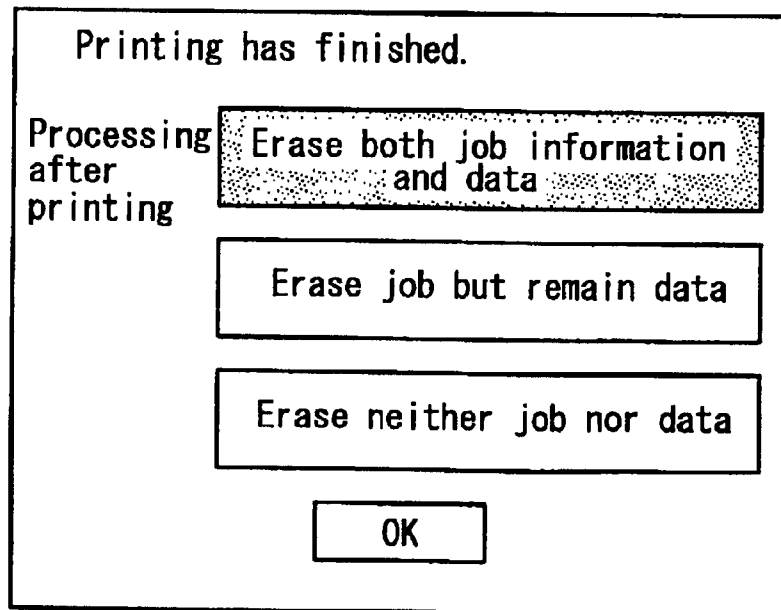 Printing has finished.
Processing
after
printing
Erase both job information
and data
Erase job but remain data
Erase neither job nor data
OK